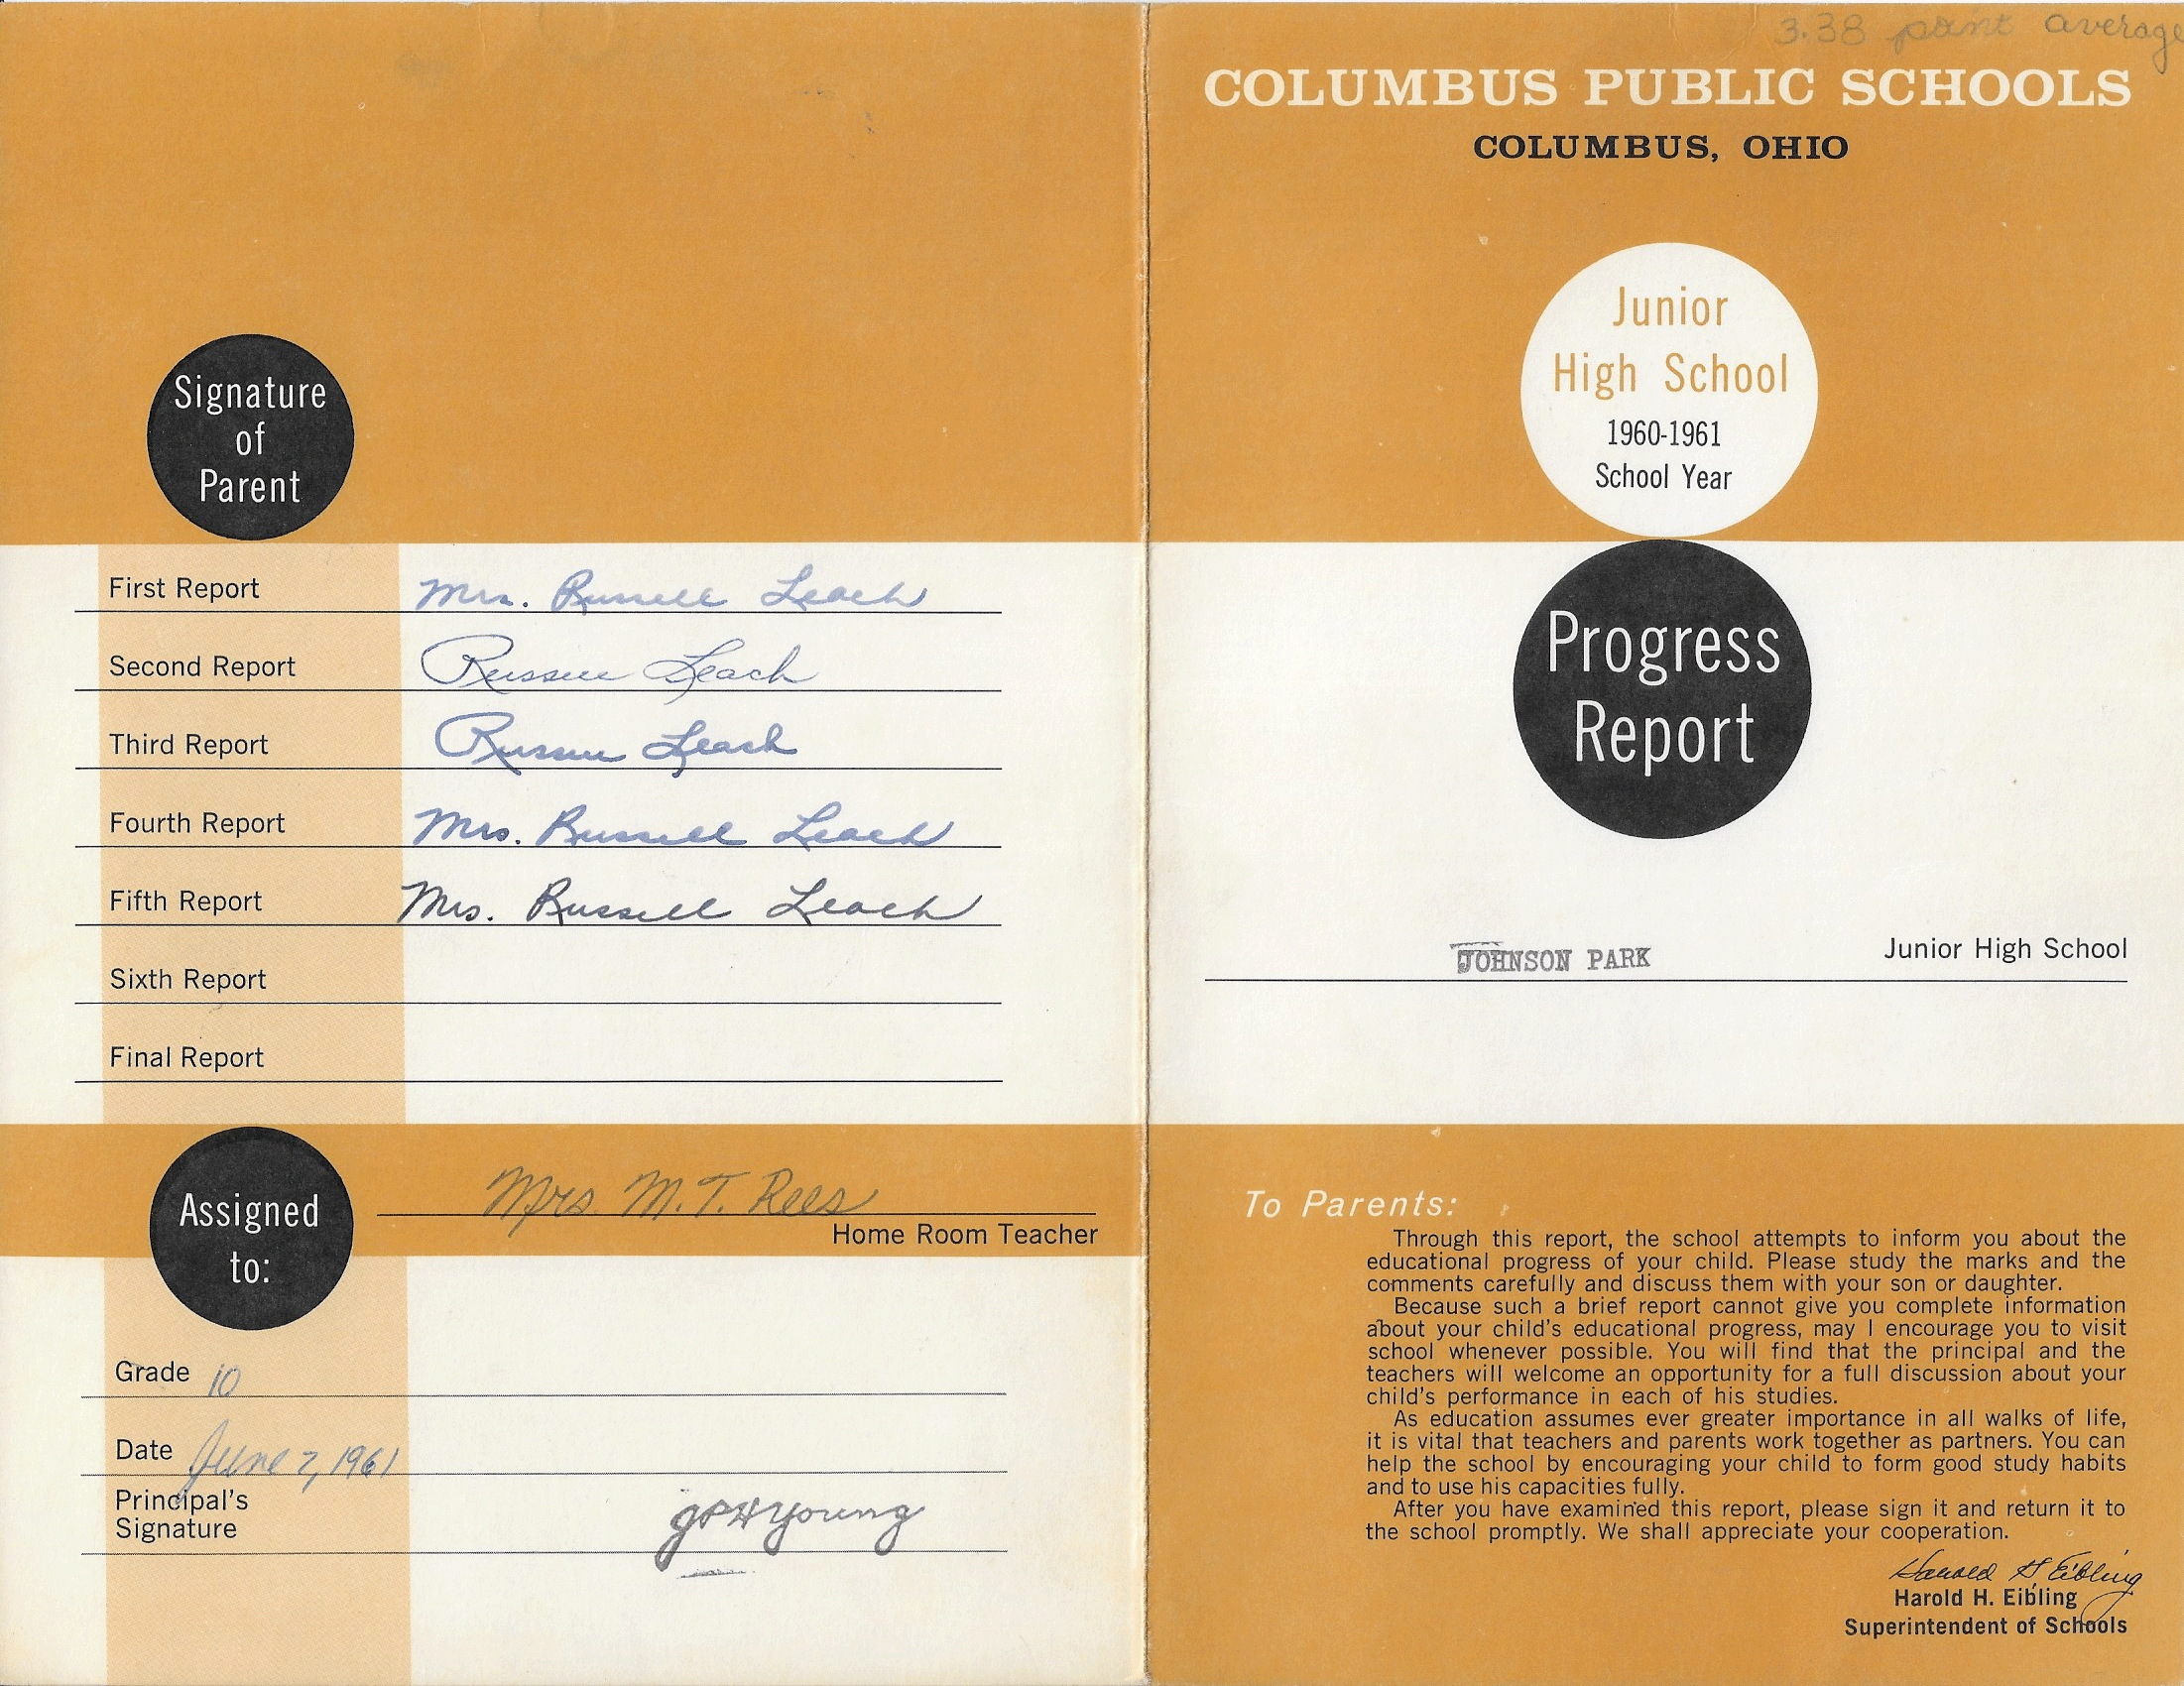 Signature
of
Parent
First Report Mrs. Russell Leach
Second Report Russell Leach
Third Report Russell Leach
Fourth Report Mrs. Russell Leach
Fifth Report Mrs. Russell Leach
Sixth Report
Final Report
Assigned
to:
Mrs. M.T. Rees
Home Room Teacher
Grade 10
Date June 7, 1961
Principal's
Signature
Young
3.38 point average
COLUMBUS PUBLIC SCHOOLS
COLUMBUS, OHIO
Junior
High School
1960-1961
School Year
Progress
Report
JOHNSON PARK Junior High School
To Parents:
Through this report, the school attempts to inform you about the
educational progress of your child. Please study the marks and the
comments carefully and discuss them with your son or daughter.
Because such a brief report cannot give you complete information
about your child's educational progress, may I encourage you to visit
school whenever possible. You will find that the principal and the
teachers will welcome an opportunity for a full discussion about your
child's performance in each of his studies.
As education assumes ever greater importance in all walks of life,
it is vital that teachers and parents work together as partners. You can
help the school by encouraging your child to form good study habits
and to use his capacities fully.
After you have examined this report, please sign it and return it to
the school promptly. We shall appreciate your cooperation.
Harold H Eibling
Harold H. Eibling
Superintendent of Schools